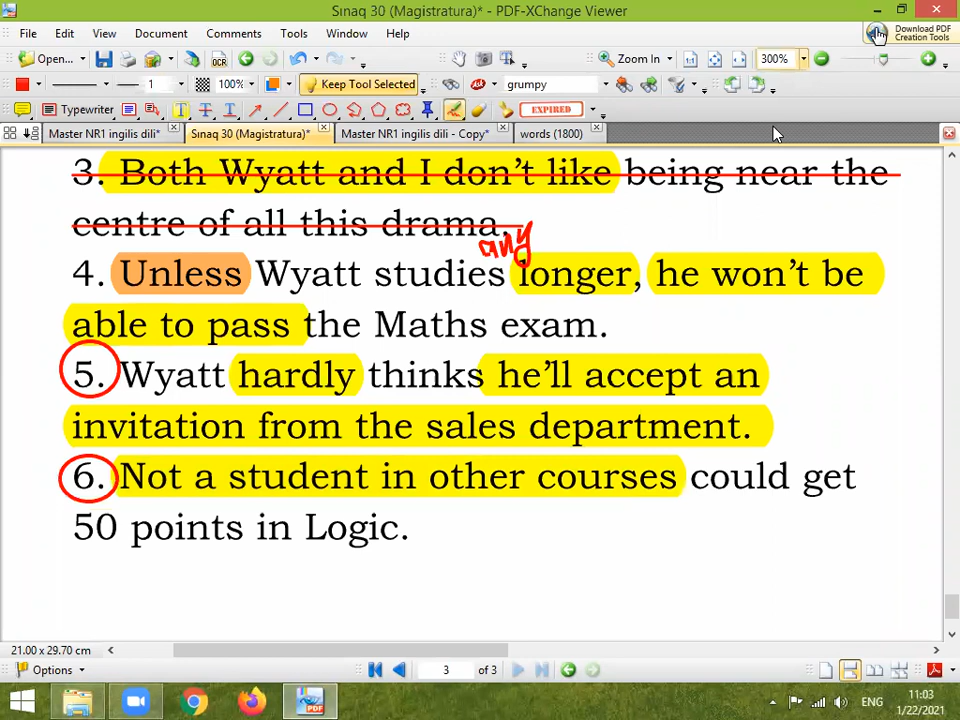 Sınaq 30 (Magistratura)* - PDF-XChange Viewer
File Edit View Document Comments Tools Window Help
Download PDF Creation Tools
Open... OCR Zoom In 300%
1 100% Keep Tool Selected grumpy
Typewriter EXPIRED
Master NR1 ingilis dili* Sınaq 30 (Magistratura)* Master NR1 ingilis dili - Copy* words (1800)
3. Both Wyatt and I don't like being near the
centre of all this drama.
any
4. Unless Wyatt studies longer, he won't be
able to pass the Maths exam.
5. Wyatt hardly thinks he'll accept an
invitation from the sales department.
6. Not a student in other courses could get
50 points in Logic.
21.00 x 29.70 cm
Options 3 of 3
PDF ENG 11:03
1/22/2021